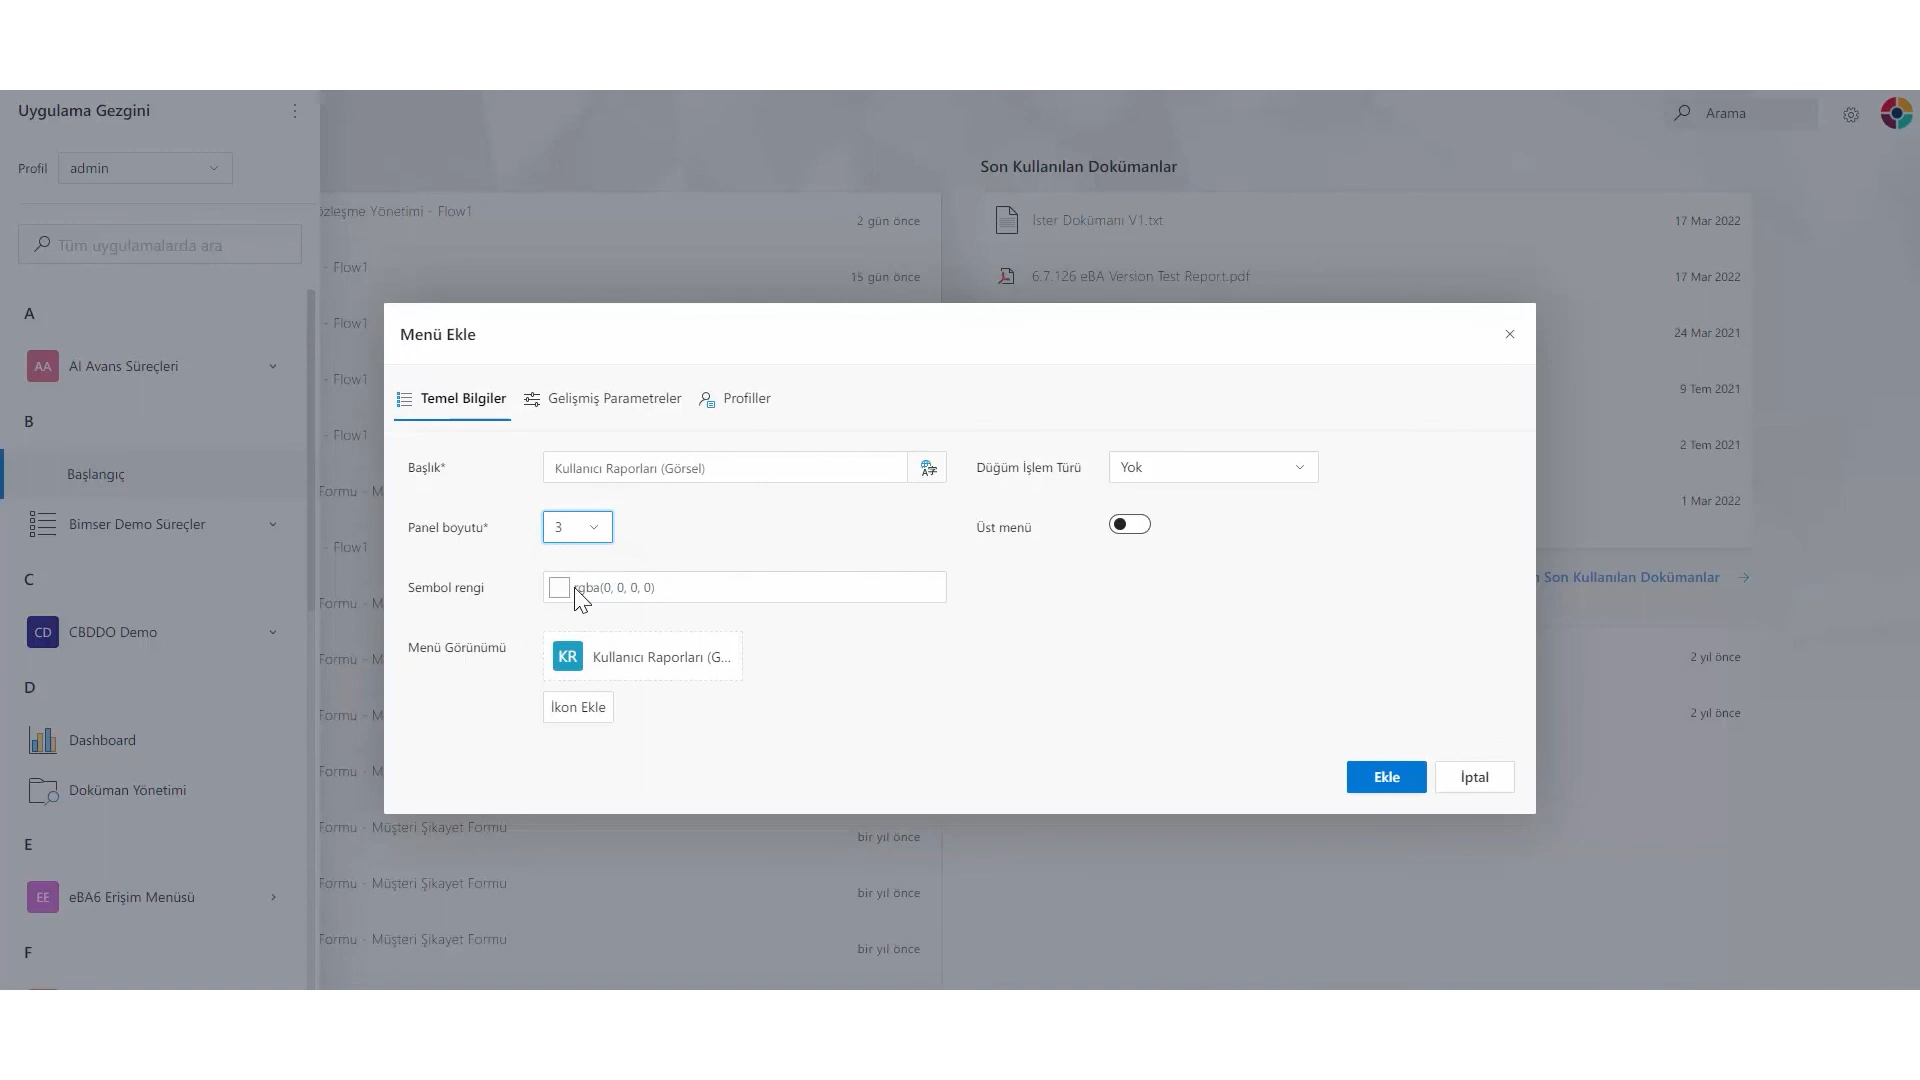 Uygulama Gezgini
Arama
Profil
admin
Son Kullanılan Dokümanlar
Tüm uygulamalarda ara
özleşme Yönetimi - Flow1
2 gün önce
İster Dokümanı V1.txt
17 Mar 2022
- Flow1
15 gün önce
6.7.126 eBA Version Test Report.pdf
17 Mar 2022
A
- Flow1
24 Mar 2021
AA
AI Avans Süreçleri
- Flow1
9 Tem 2021
B
- Flow1
2 Tem 2021
Başlangıç
Formu - M
1 Mar 2022
Bimser Demo Süreçler
- Flow1
C
Son Kullanılan Dokümanlar
Formu - M
CD
CBDDO Demo
Formu - M
2 yıl önce
D
Formu - M
2 yıl önce
Dashboard
Formu - M
Doküman Yönetimi
Formu - Müşteri Şikayet Formu
bir yıl önce
E
Formu - Müşteri Şikayet Formu
bir yıl önce
EE
eBA6 Erişim Menüsü
Formu - Müşteri Şikayet Formu
bir yıl önce
F
Menü Ekle
Temel Bilgiler
Gelişmiş Parametreler
Profiller
Başlık*
Kullanıcı Raporları (Görsel)
Düğüm İşlem Türü
Yok
Panel boyutu*
3
Üst menü
Sembol rengi
rgba(0, 0, 0, 0)
Menü Görünümü
KR
Kullanıcı Raporları (G...
İkon Ekle
Ekle
İptal